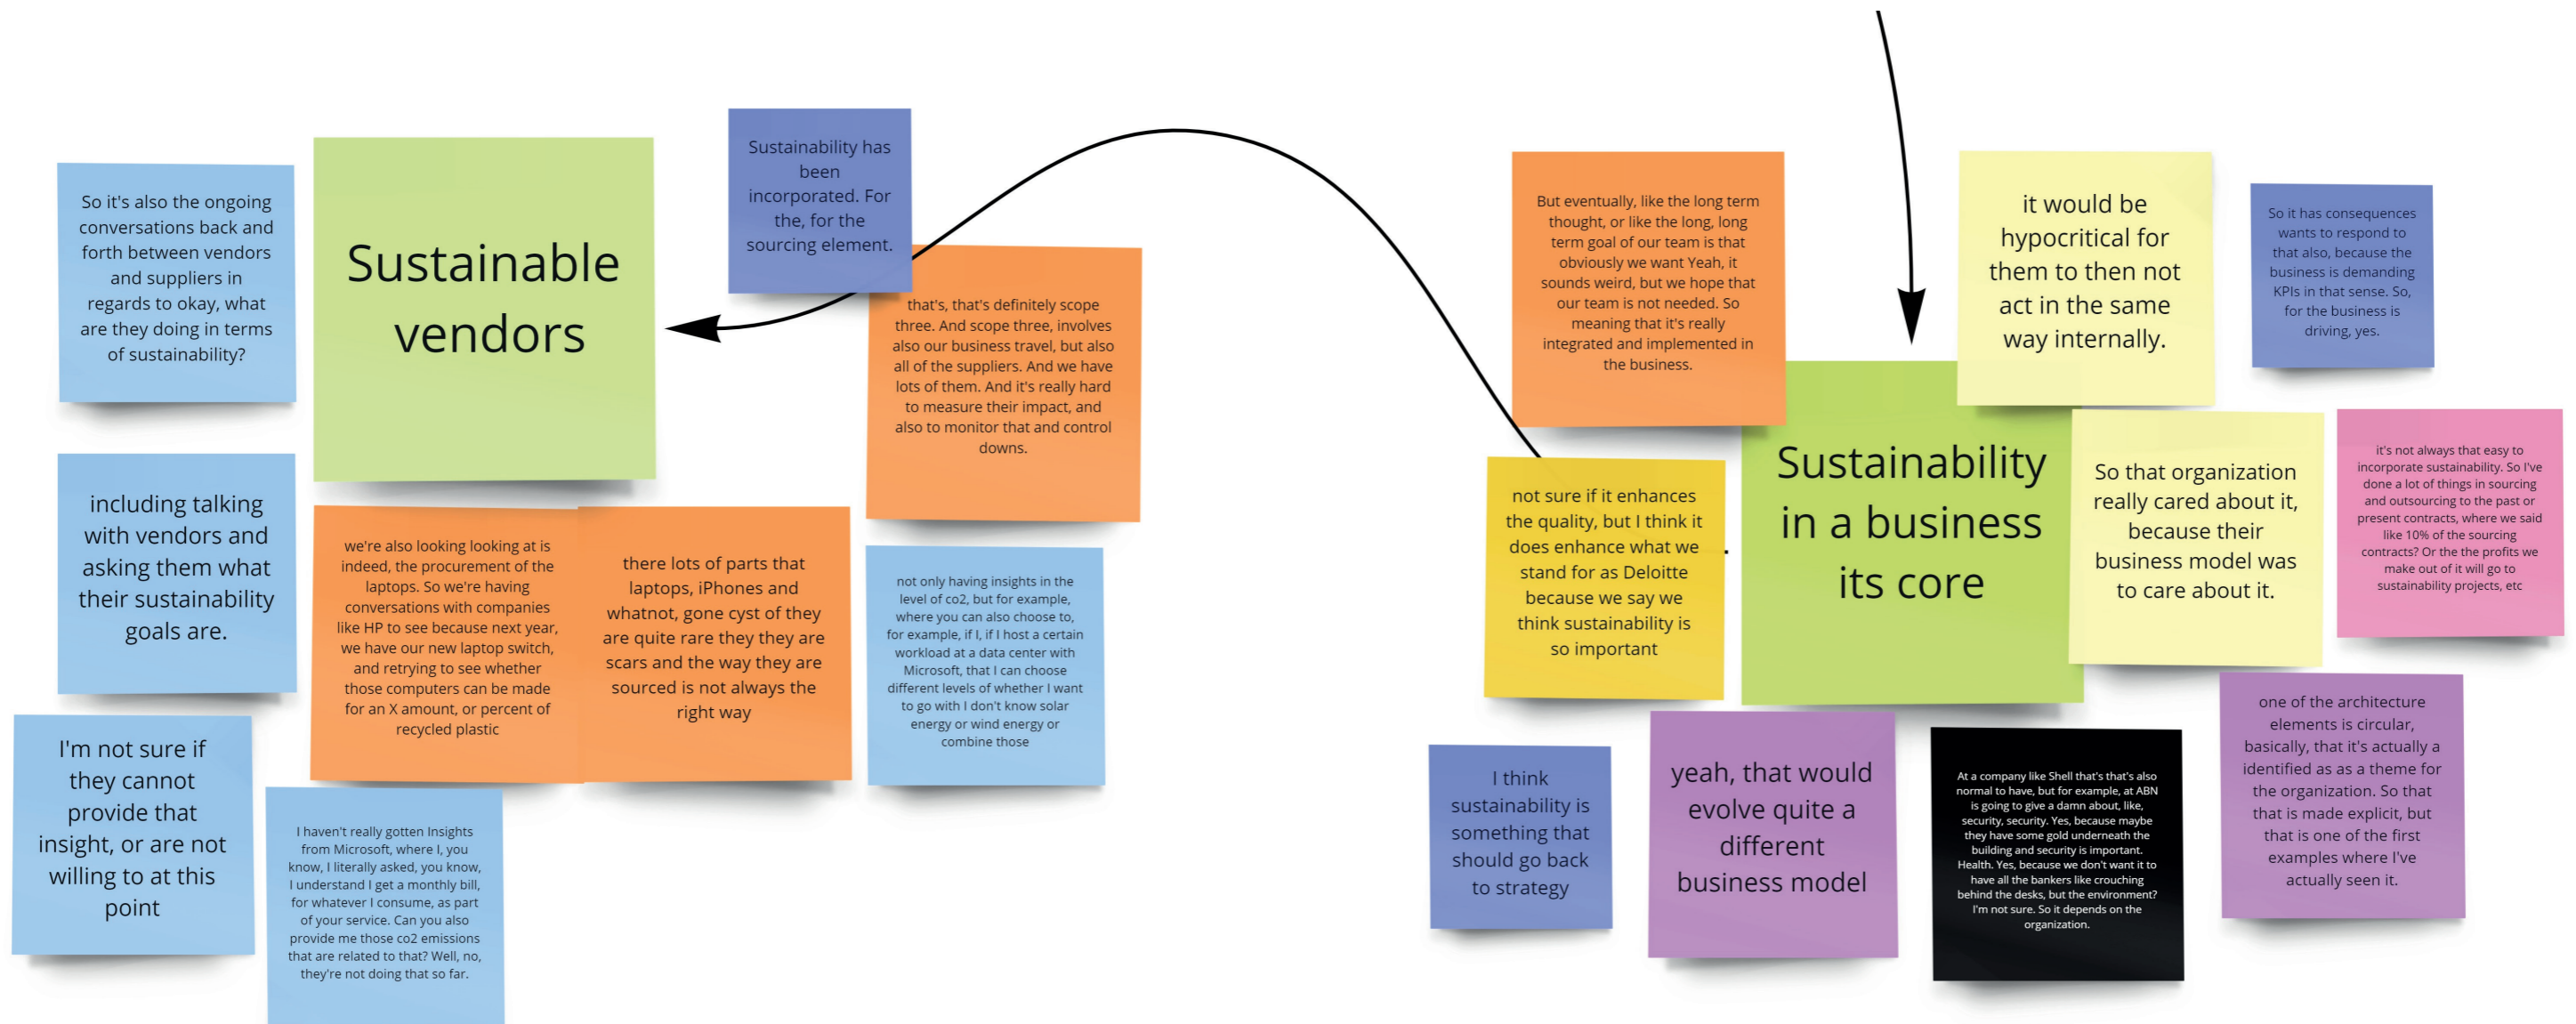 So it's also the ongoing
conversations back and
forth between vendors
and suppliers in
regards to okay, what
are they doing in terms
of sustainability?
Sustainable
vendors
Sustainability has
been
incorporated. For
the, for the
sourcing element.
that's, that's definitely scope
three. And scope three, involves
also our business travel, but also
all of the suppliers. And we have
lots of them. And it's really hard
to measure their impact, and
also to monitor that and control
downs.
including talking
with vendors and
asking them what
their sustainability
goals are.
we're also looking looking at is
indeed, the procurement of the
laptops. So we're having
conversations with companies
like HP to see because next year,
we have our new laptop switch,
and retrying to see whether
those computers can be made
for an X amount, or percent of
recycled plastic
there lots of parts that
laptops, iPhones and
whatnot, gone cyst of they
are quite rare they they are
scars and the way they are
sourced is not always the
right way
not only having insights in the
level of co2, but for example,
where you can also choose to,
for example, if I, if I host a certain
workload at a data center with
Microsoft, that I can choose
different levels of whether I want
to go with I don't know solar
energy or wind energy or
combine those
I'm not sure if
they cannot
provide that
insight, or are not
willing to at this
point
I haven't really gotten Insights
from Microsoft, where I, you
know, I literally asked, you know,
I understand I get a monthly bill,
for whatever I consume, as part
of your service. Can you also
provide me those co2 emissions
that are related to that? Well, no,
they're not doing that so far.
But eventually, like the long term
thought, or like the long, long
term goal of our team is that
obviously we want Yeah, it
sounds weird, but we hope that
our team is not needed. So
meaning that it's really
integrated and implemented in
the business.
it would be
hypocritical for
them to then not
act in the same
way internally.
So it has consequences
wants to respond to
that also, because the
business is demanding
KPIs in that sense. So,
for the business is
driving, yes.
not sure if it enhances
the quality, but I think it
does enhance what we
stand for as Deloitte
because we say we
think sustainability is
so important
Sustainability
in a business
its core
So that organization
really cared about it,
because their
business model was
to care about it.
it's not always that easy to
incorporate sustainability. So I've
done a lot of things in sourcing
and outsourcing to the past or
present contracts, where we said
like 10% of the sourcing
contracts? Or the the profits we
make out of it will go to
sustainability projects, etc
I think
sustainability is
something that
should go back
to strategy
yeah, that would
evolve quite a
different
business model
At a company like Shell that's that's also
normal to have, but for example, at ABN
is going to give a damn about, like,
security, security. Yes, because maybe
they have some gold underneath the
building and security is important.
Health. Yes, because we don't want it to
have all the bankers like crouching
behind the desks, but the environment?
I'm not sure. So it depends on the
organization.
one of the architecture
elements is circular,
basically, that it's actually a
identified as as a theme for
the organization. So that
that is made explicit, but
that is one of the first
examples where I've
actually seen it.